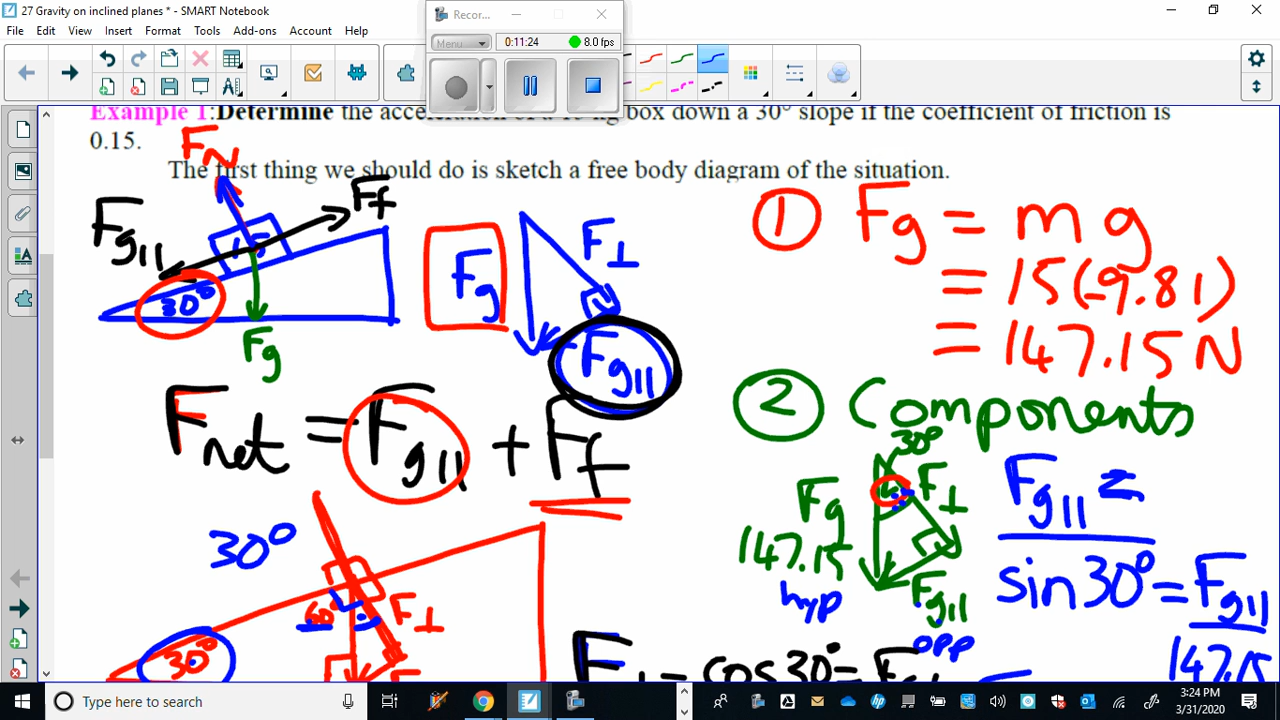 27 Gravity on inclined planes * - SMART Notebook
Recor...
File Edit View Insert Format Tools Add-ons Account Help
Menu
0:11:24
8.0 fps
Example 1:Determine the acceleration of a 15 kg box down a 30° slope if the coefficient of friction is
0.15.
The first thing we should do is sketch a free body diagram of the situation.
FN
Ff
Fg||
15
30°
Fg
Fg
F⊥
Fg||
Fnet = Fg|| + Ff
30°
60°
F⊥
30°
① Fg = mg
= 15(-9.81)
= 147.15 N
② Components
30°
Fg
147.15
hyp
F⊥
Fg||
opp
Fg|| =
sin30° = Fg||
147.15
cos30° =
Type here to search
3:24 PM
3/31/2020